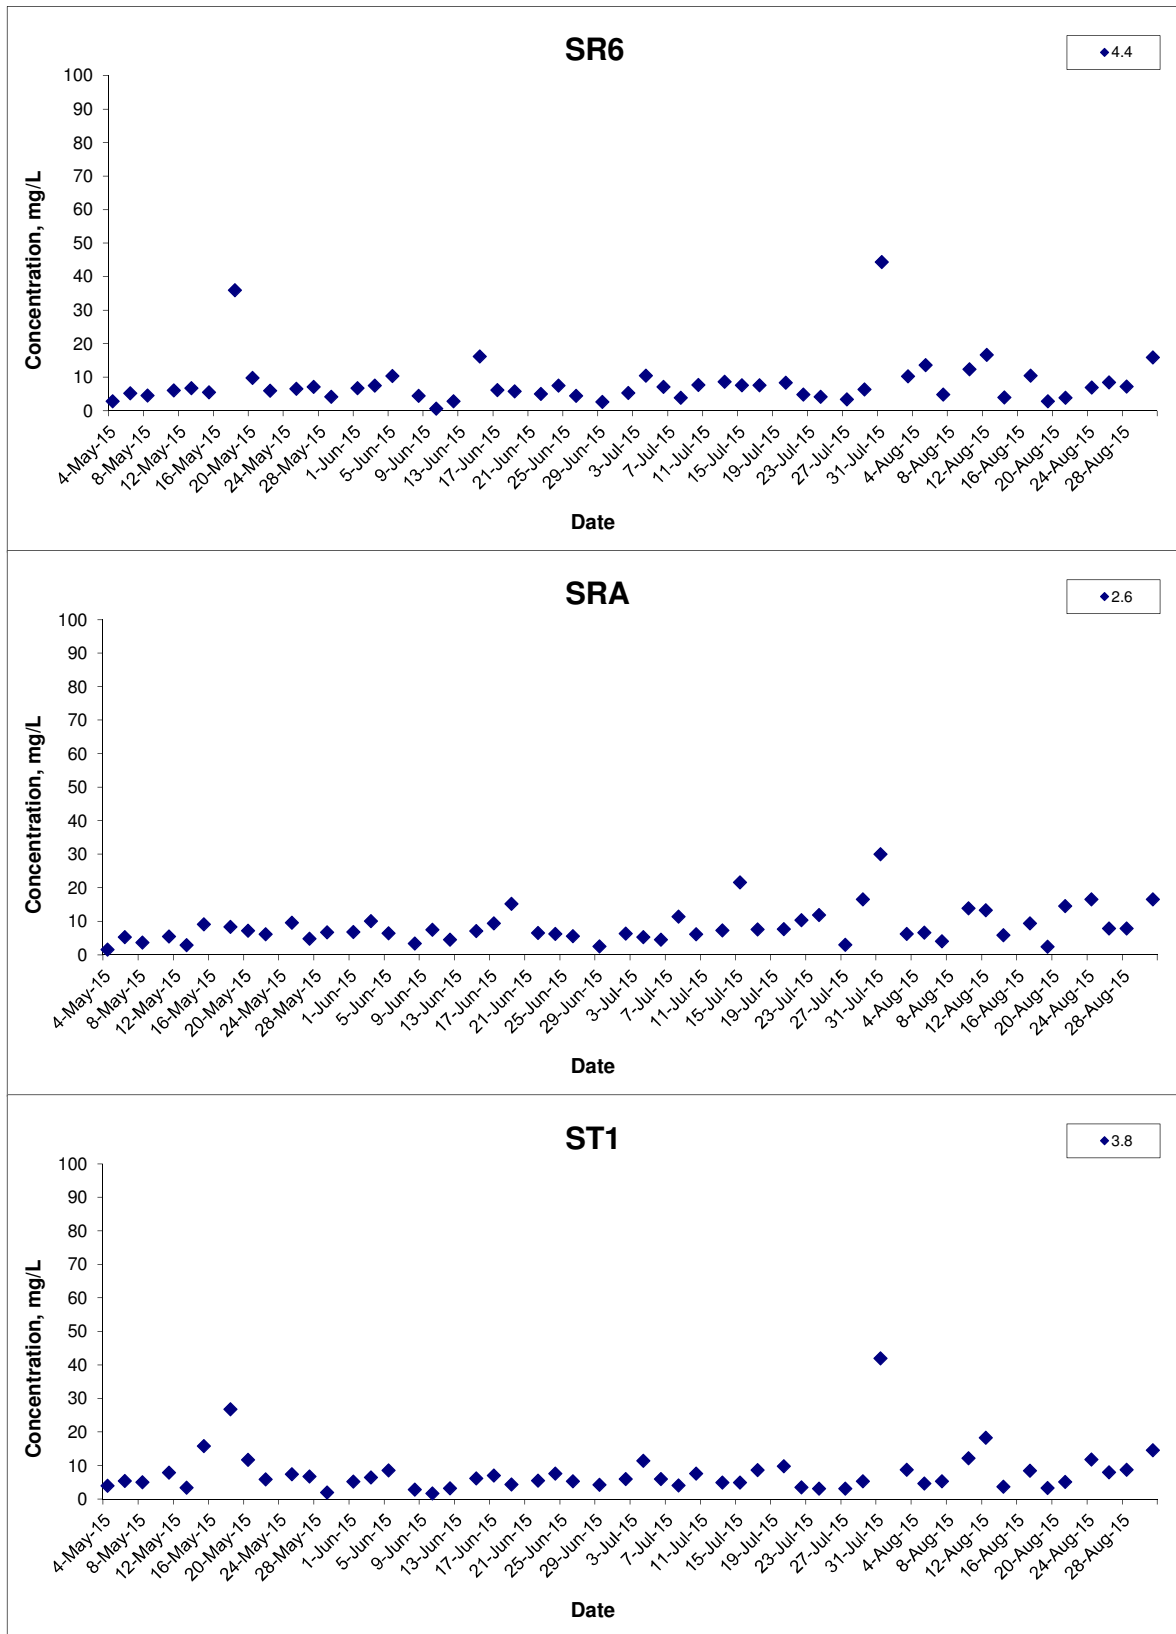 SR6
4.4
100
90
80
70
60
50
40
30
20
10
0
Concentration, mg/L
4-May-15
8-May-15
12-May-15
16-May-15
20-May-15
24-May-15
28-May-15
1-Jun-15
5-Jun-15
9-Jun-15
13-Jun-15
17-Jun-15
21-Jun-15
25-Jun-15
29-Jun-15
3-Jul-15
7-Jul-15
11-Jul-15
15-Jul-15
19-Jul-15
23-Jul-15
27-Jul-15
31-Jul-15
4-Aug-15
8-Aug-15
12-Aug-15
16-Aug-15
20-Aug-15
24-Aug-15
28-Aug-15
Date
SRA
2.6
100
90
80
70
60
50
40
30
20
10
0
Concentration, mg/L
4-May-15
8-May-15
12-May-15
16-May-15
20-May-15
24-May-15
28-May-15
1-Jun-15
5-Jun-15
9-Jun-15
13-Jun-15
17-Jun-15
21-Jun-15
25-Jun-15
29-Jun-15
3-Jul-15
7-Jul-15
11-Jul-15
15-Jul-15
19-Jul-15
23-Jul-15
27-Jul-15
31-Jul-15
4-Aug-15
8-Aug-15
12-Aug-15
16-Aug-15
20-Aug-15
24-Aug-15
28-Aug-15
Date
ST1
3.8
100
90
80
70
60
50
40
30
20
10
0
Concentration, mg/L
4-May-15
8-May-15
12-May-15
16-May-15
20-May-15
24-May-15
28-May-15
1-Jun-15
5-Jun-15
9-Jun-15
13-Jun-15
17-Jun-15
21-Jun-15
25-Jun-15
29-Jun-15
3-Jul-15
7-Jul-15
11-Jul-15
15-Jul-15
19-Jul-15
23-Jul-15
27-Jul-15
31-Jul-15
4-Aug-15
8-Aug-15
12-Aug-15
16-Aug-15
20-Aug-15
24-Aug-15
28-Aug-15
Date